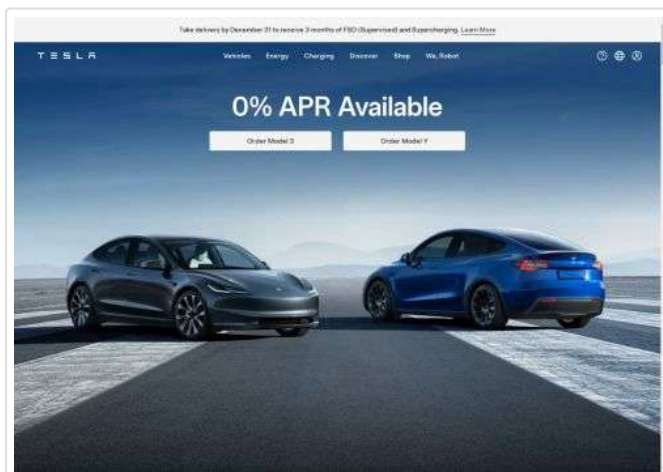 Take delivery by December 31 to receive 3 months of FSD (Supervised) and Supercharging. Learn More
TESLA
Vehicles Energy Charging Discover Shop We, Robot
0% APR Available
Order Model 3 Order Model Y